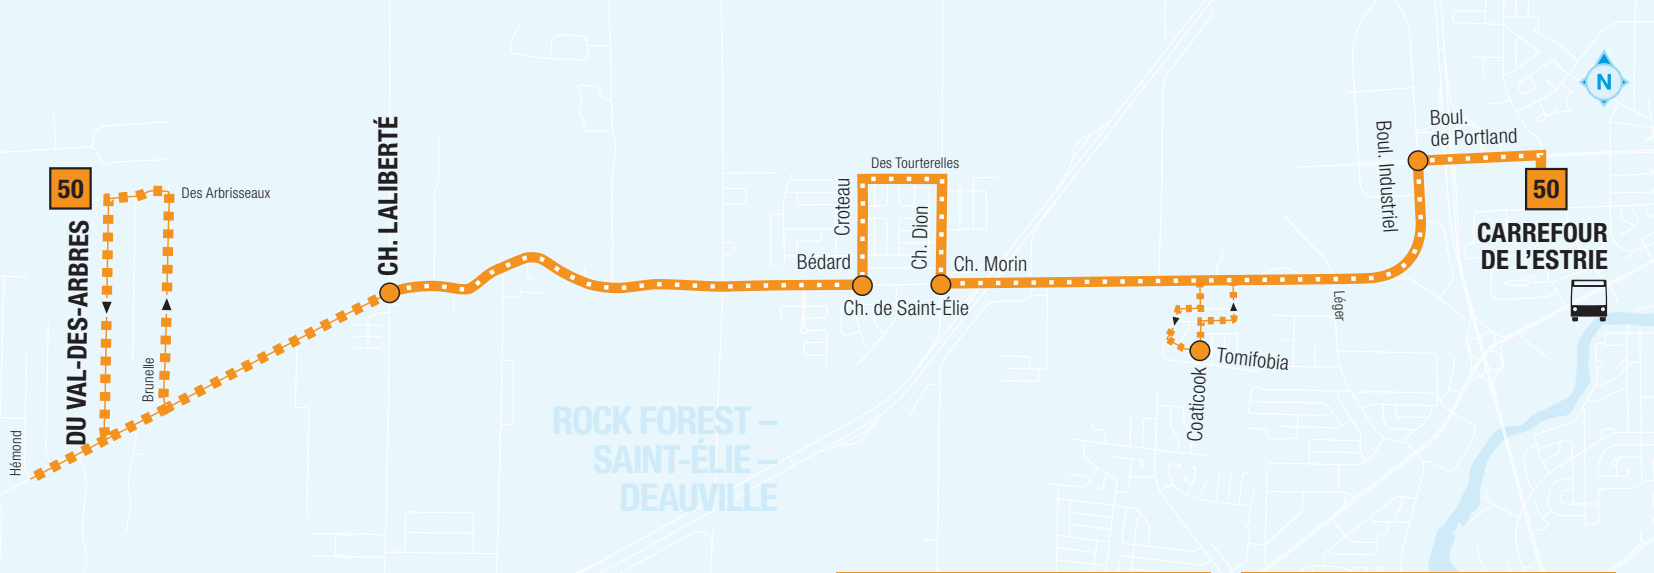 N
Boul.
de Portland
Boul. Industriel
50
CARREFOUR
DE L'ESTRIE
CH. LALIBERTÉ
50
Des Arbrisseaux
DU VAL-DES-ARBRES
Brunelle
Hémond
Des Tourterelles
Croteau
Ch. Dion
Bédard
Ch. Morin
Ch. de Saint-Élie
Léger
Tomifobia
Coaticook
ROCK FOREST –
SAINT-ÉLIE –
DEAUVILLE